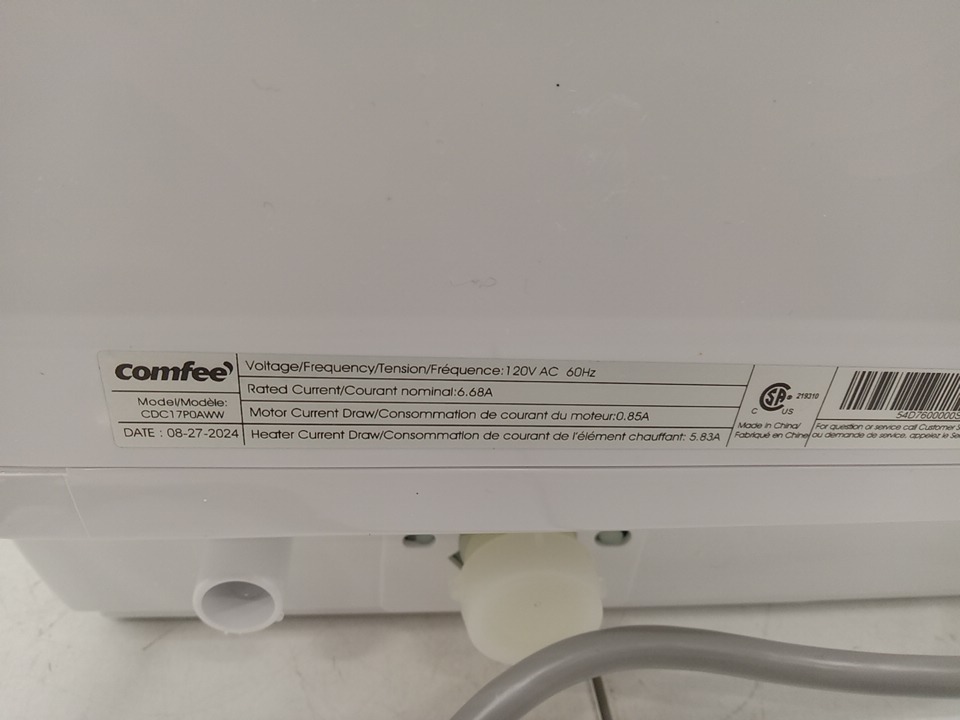 comfee'
Model/Modèle:
CDC17P0AWW
DATE : 08-27-2024
Voltage/Frequency/Tension/Fréquence:120V AC 60Hz
Rated Current/Courant nominal:6.68A
Motor Current Draw/Consommation de courant du moteur:0.85A
Heater Current Draw/Consommation de courant de l'élément chauffant: 5.83A
SA® 219310
C US
Made in China/
Fabriqué en Chine
54D7600000
For question or service call Customer
ou demande de service, appelez le